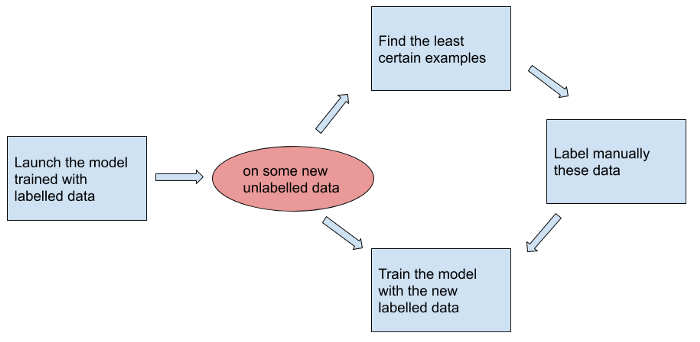 Launch the model
trained with
labelled data
on some new
unlabelled data
Find the least
certain examples
Label manually
these data
Train the model
with the new
labelled data